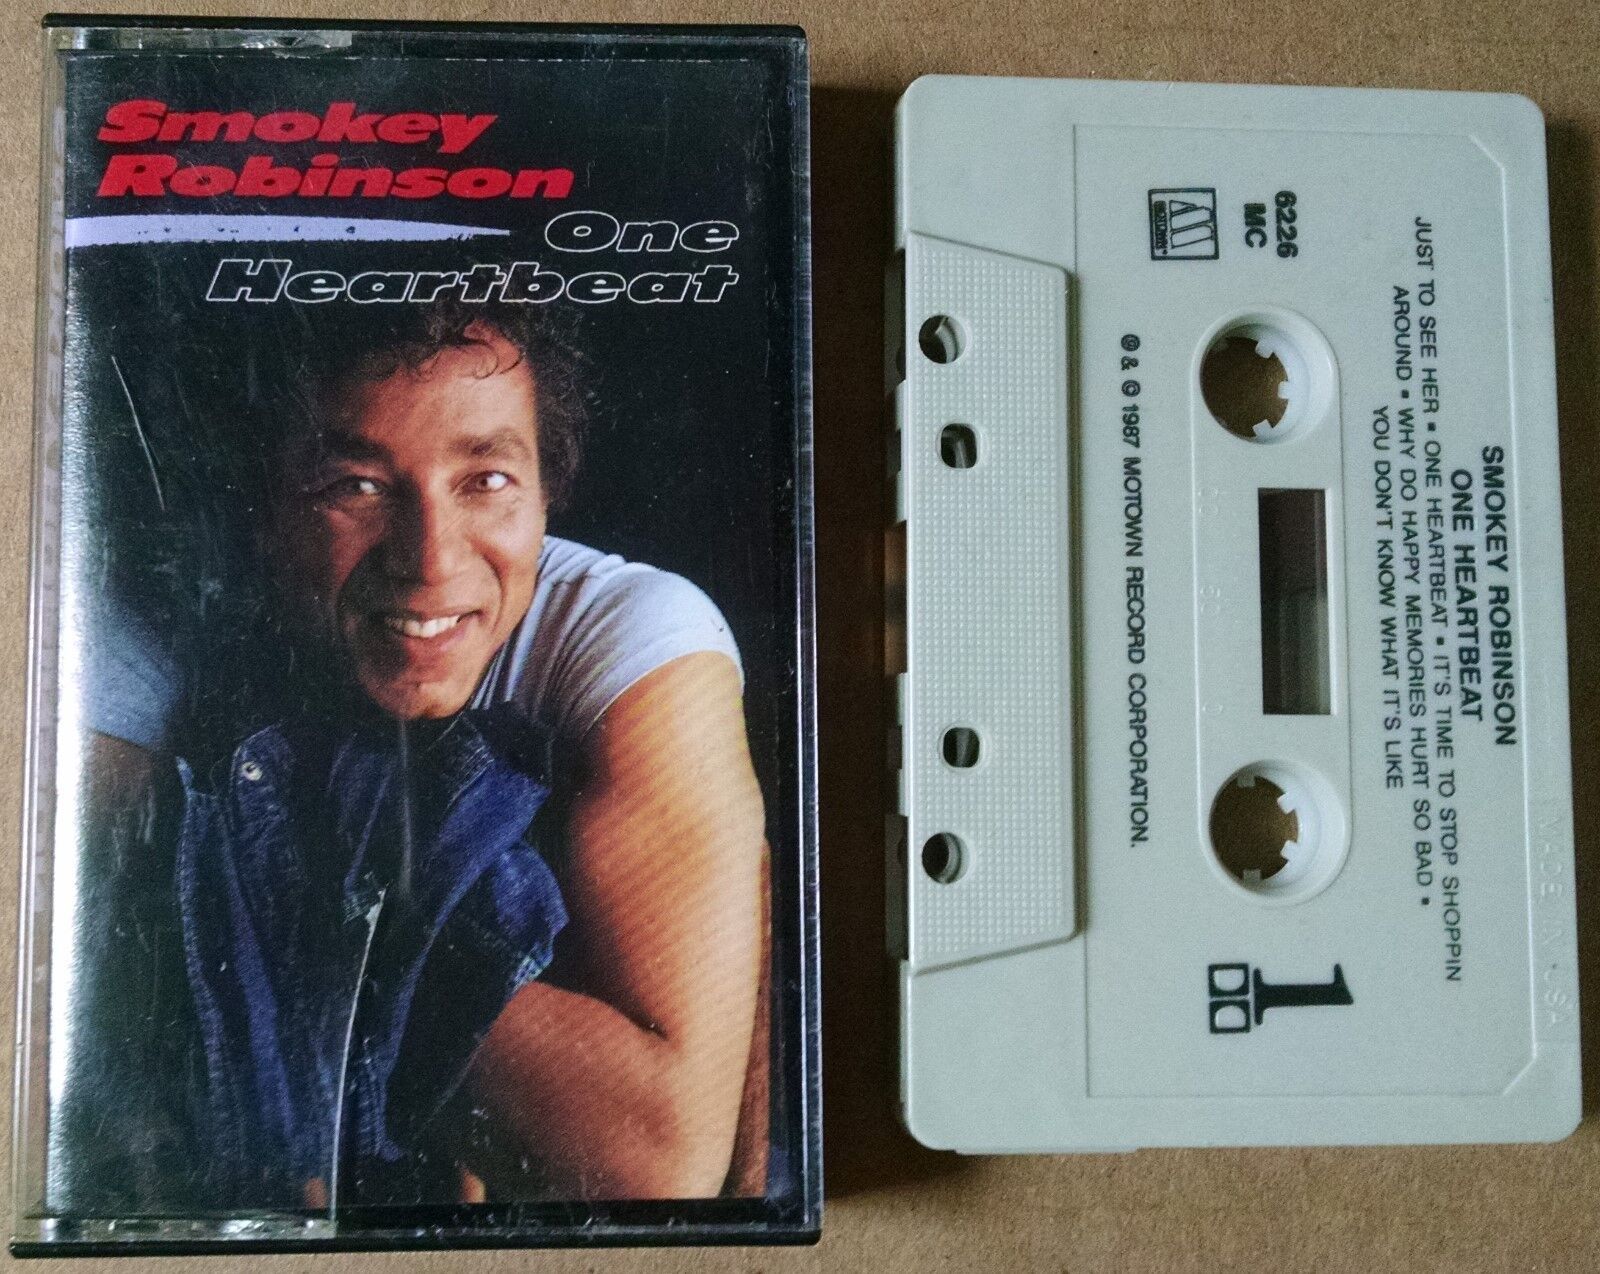 Smokey
Robinson
One
Heartbeat
SMOKEY ROBINSON
ONE HEARTBEAT
JUST TO SEE HER ▪ ONE HEARTBEAT ▪ IT'S TIME TO STOP SHOPPIN
AROUND ▪ WHY DO HAPPY MEMORIES HURT SO BAD ▪
YOU DON'T KNOW WHAT IT'S LIKE
6226
MC
MOTOWN
1
℗ & © 1987 MOTOWN RECORD CORPORATION.
MADE IN USA